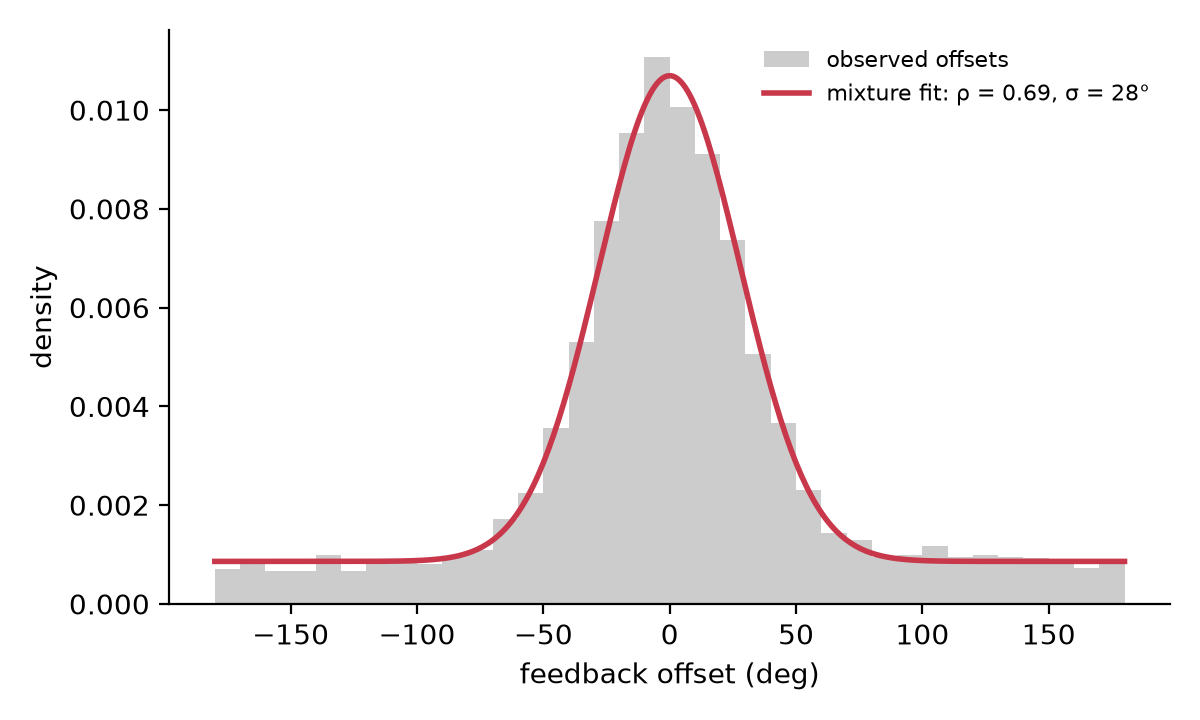 observed offsets
mixture fit: ρ = 0.69, σ = 28°
density
0.010
0.008
0.006
0.004
0.002
0.000
−150 −100 −50 0 50 100 150
feedback offset (deg)